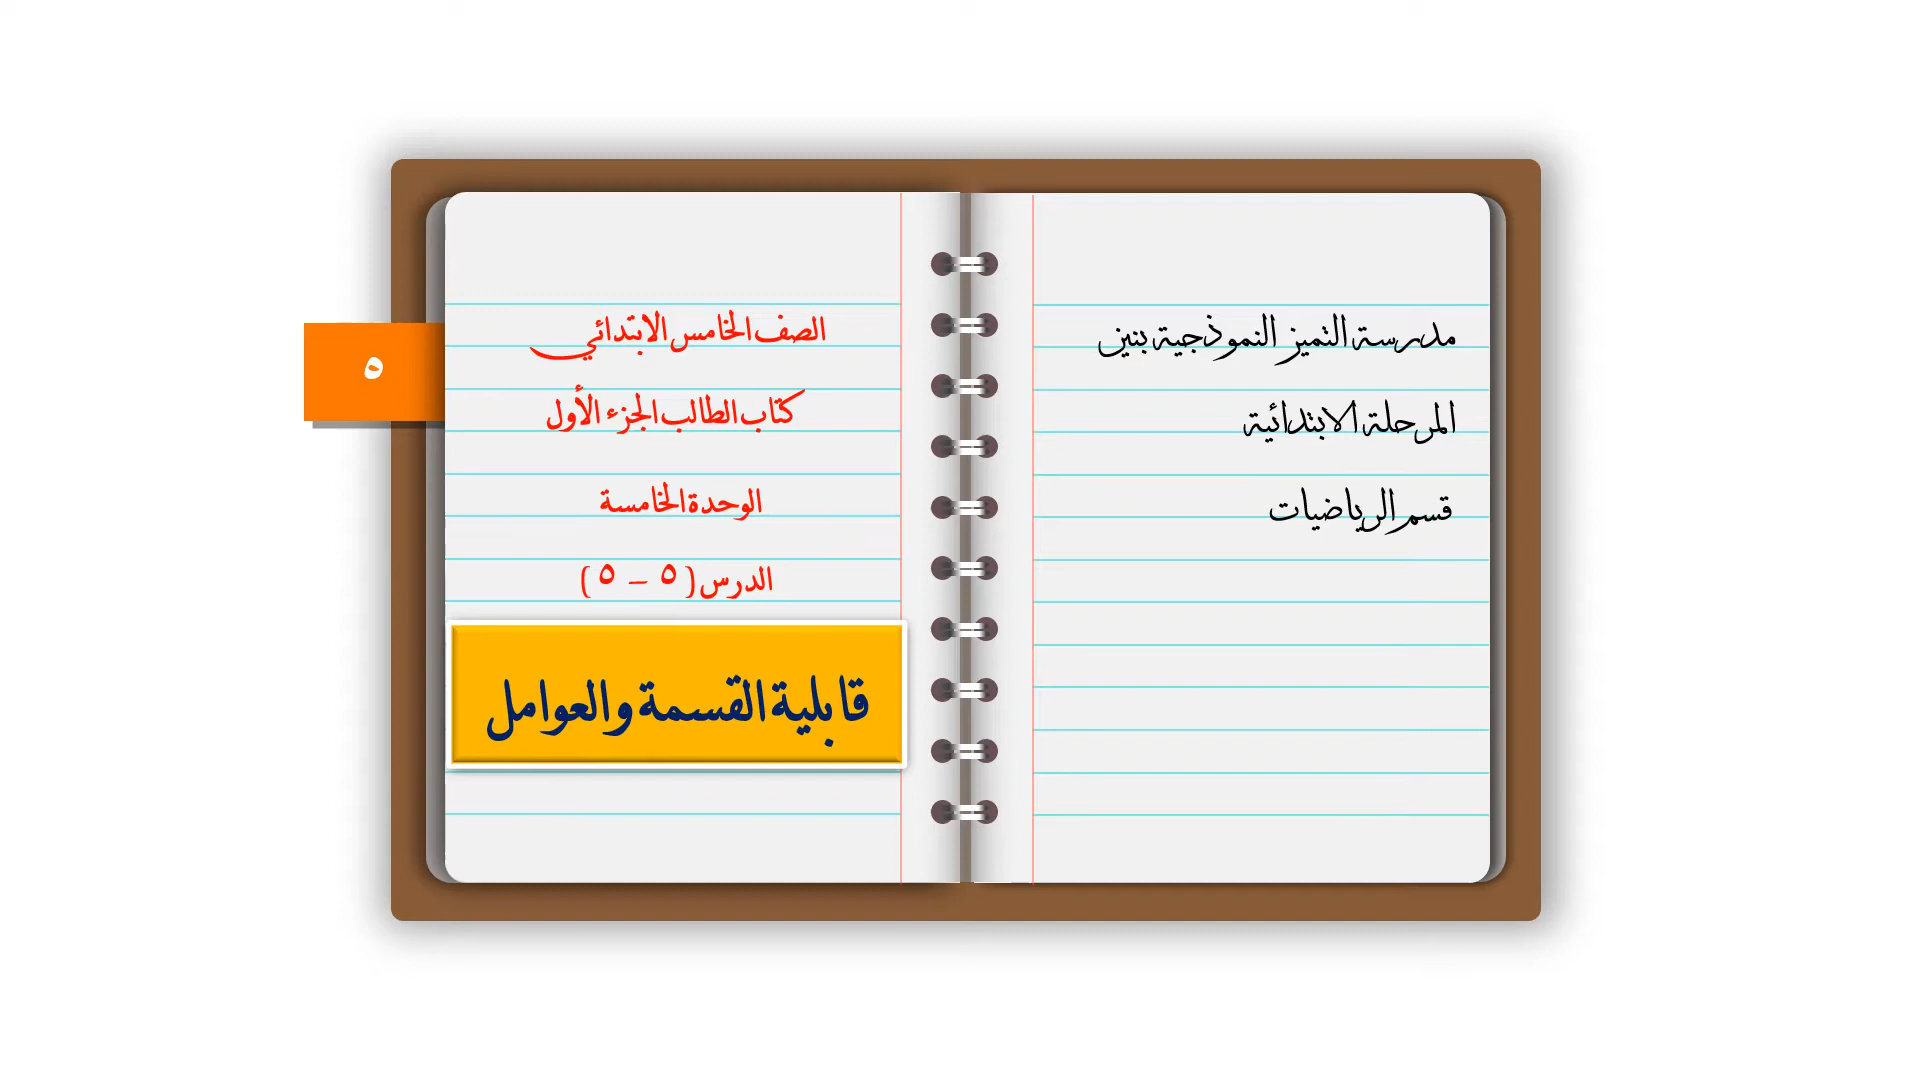 مدرسة التميز النموذجية بنين
المرحلة الابتدائية
قسم الرياضيات
الصف الخامس الابتدائي
كتاب الطالب الجزء الأول
الوحدة الخامسة
الدرس (٥ – ٥)
قابلية القسمة والعوامل
٥